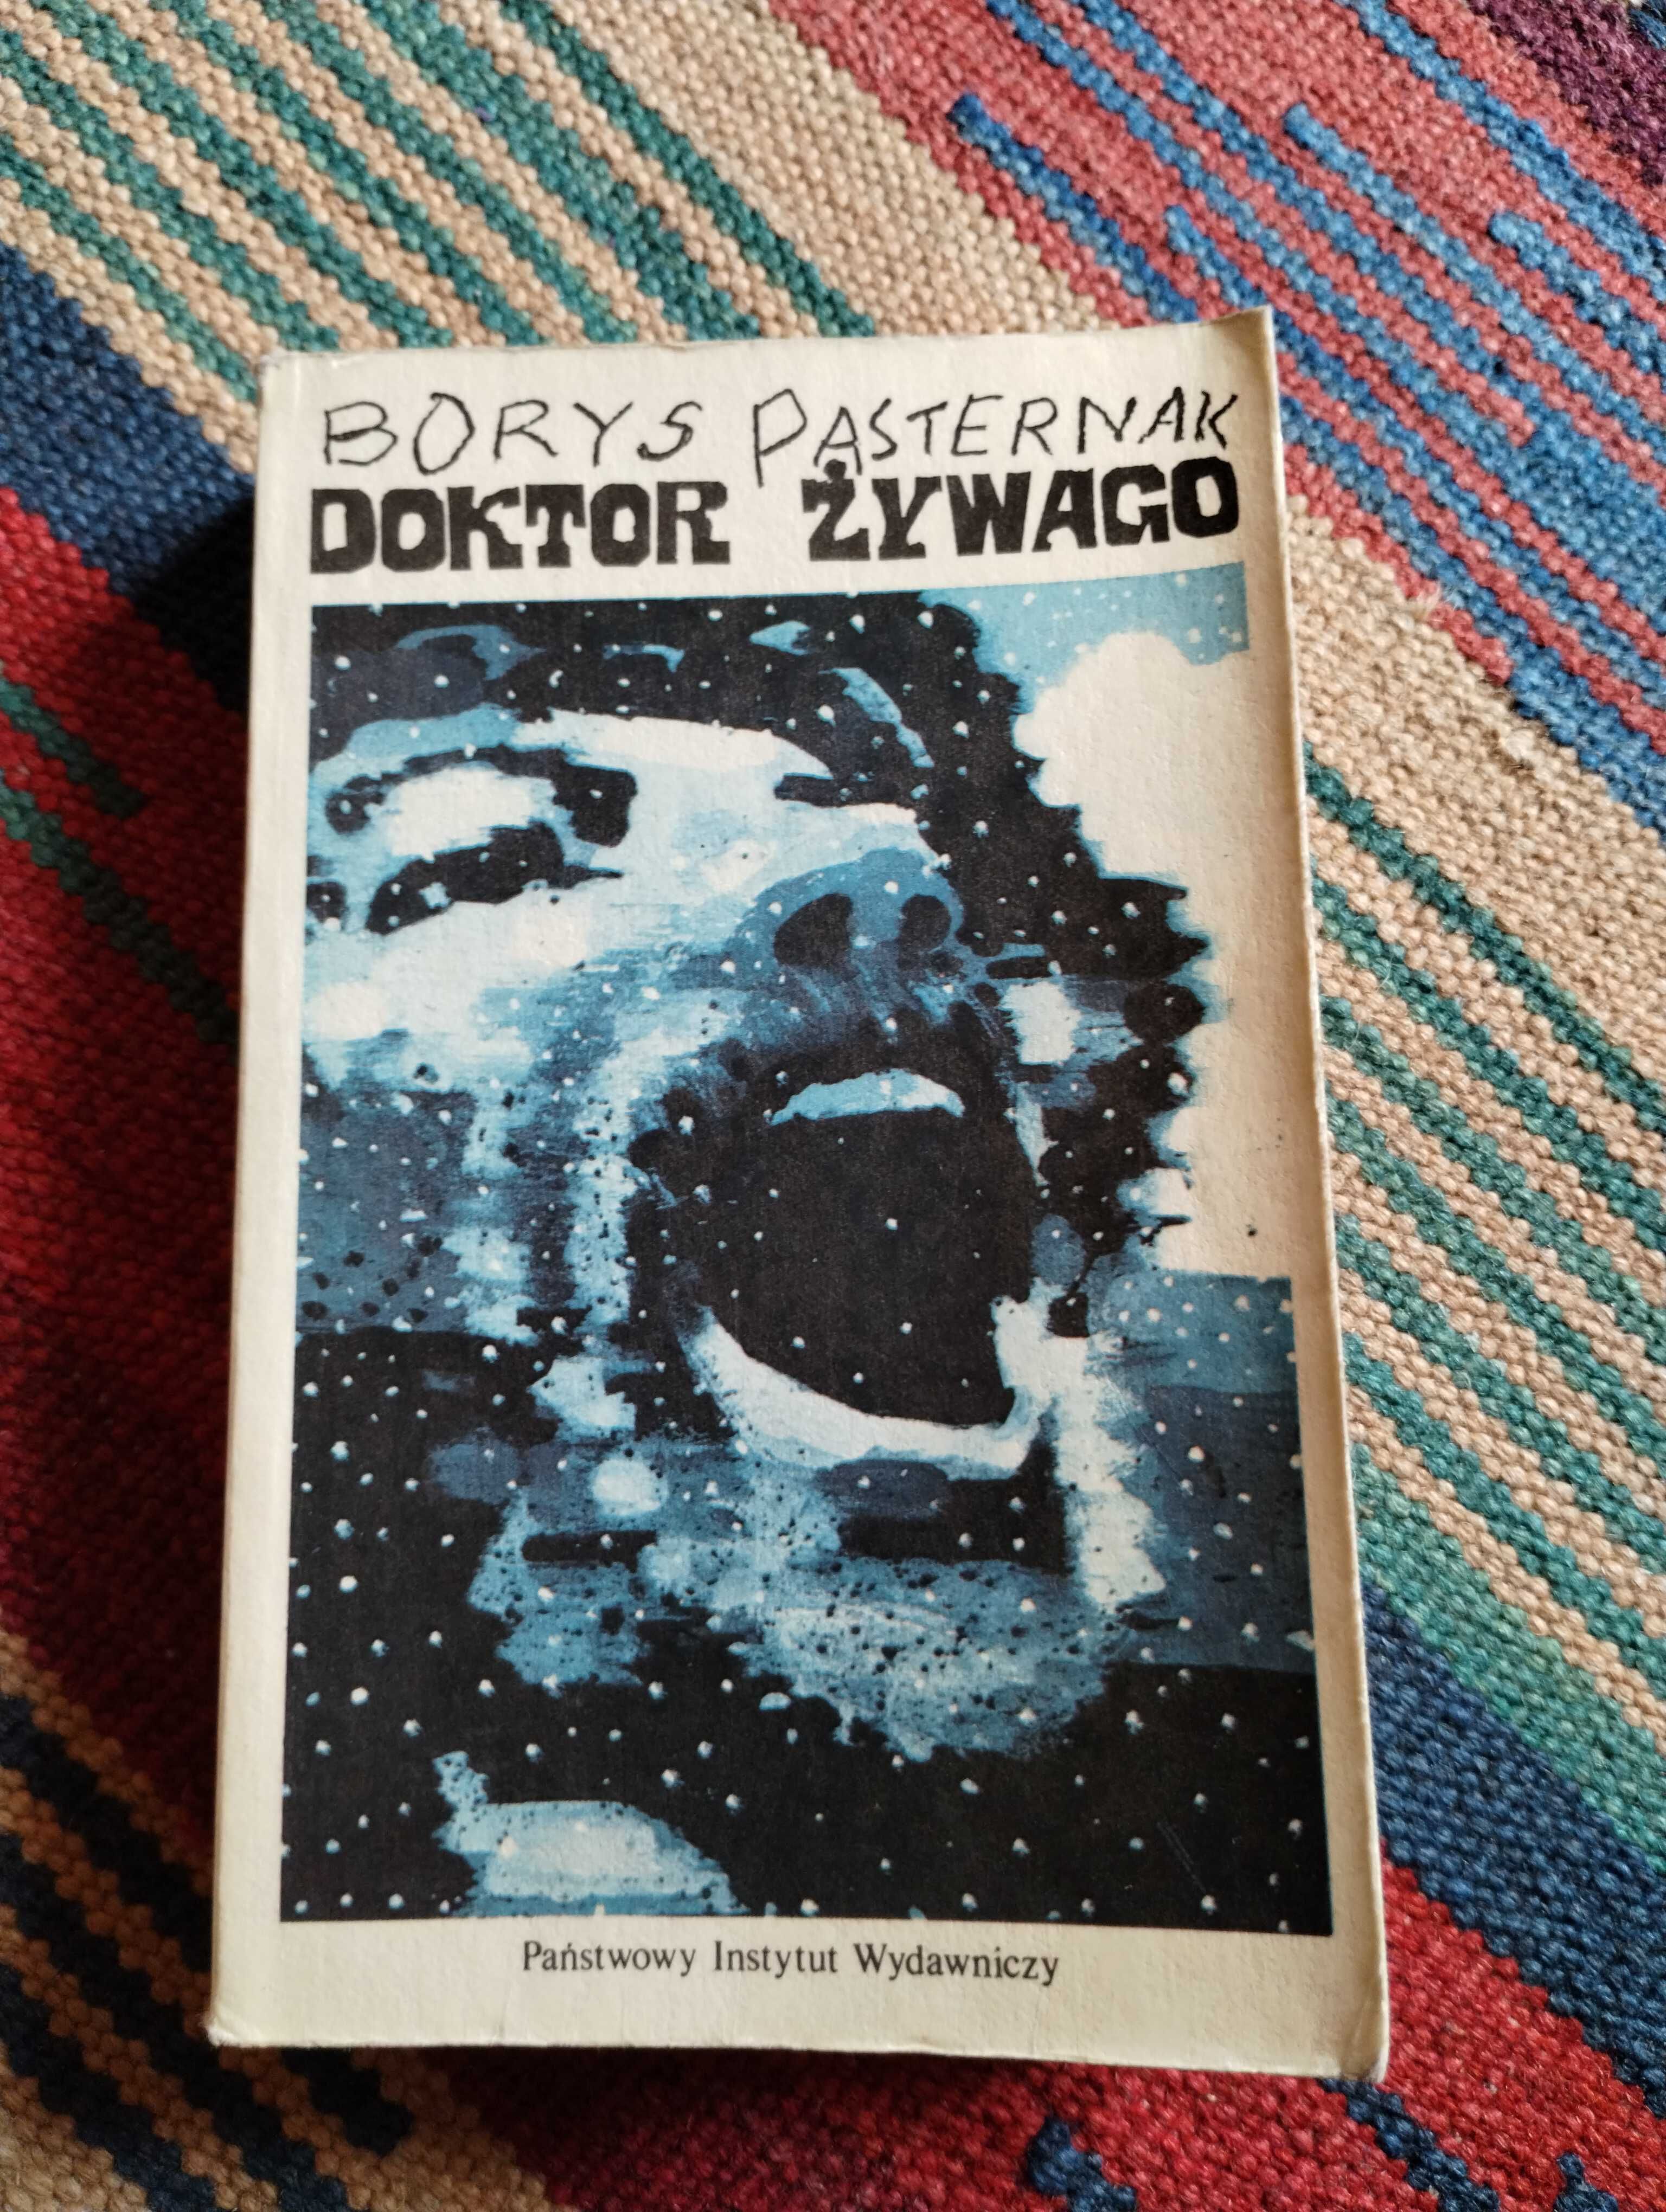 BORYS PASTERNAK
DOKTOR ŻYWAGO
Państwowy Instytut Wydawniczy